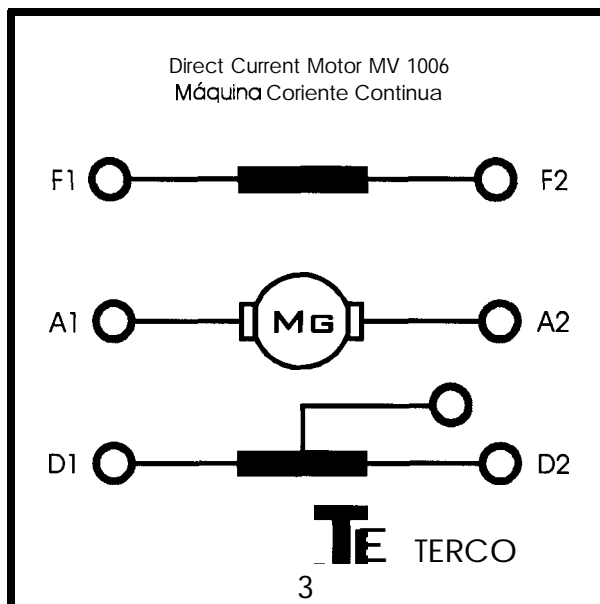 Direct Current Motor MV 1006
Máquina Coriente Continua
F1 F2
A1 MG A2
D1 D2
TE TERCO
3